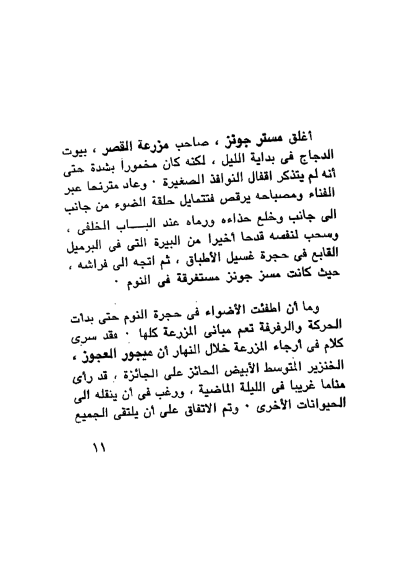 أغلق مستر جونز ، صاحب مزرعة القصر ، بيوت
الدجاج فى بداية الليل ، لكنه كان مخمورا بشدة حتى
أنه لم يتذكر اقفال النوافذ الصغيرة · وعاد مترنحا عبر
الفناء ومصباحه يرقص فتتمايل حلقة الضوء من جانب
الى جانب وخلع حذاءه ورماه عند البـــاب الخلفى ،
وسحب لنفسه قدحا أخيرا من البيرة التى فى البرميل
القابع فى حجرة غسيل الأطباق ، ثم اتجه الى فراشه ،
حيث كانت مسز جونز مستغرقة فى النوم ·
وما أن اطفئت الأضواء فى حجرة النوم حتى بدأت
الحركة والرفرفة تعم مبانى المزرعة كلها · فقد سرى
كلام فى أرجاء المزرعة خلال النهار أن ميجور العجوز ،
الخنزير المتوسط الأبيض الحائز على الجائزة ، قد رأى
مناما غريبا فى الليلة الماضية ، ورغب فى أن ينقله الى
الحيوانات الأخرى · وتم الاتفاق على أن يلتقى الجميع
١١